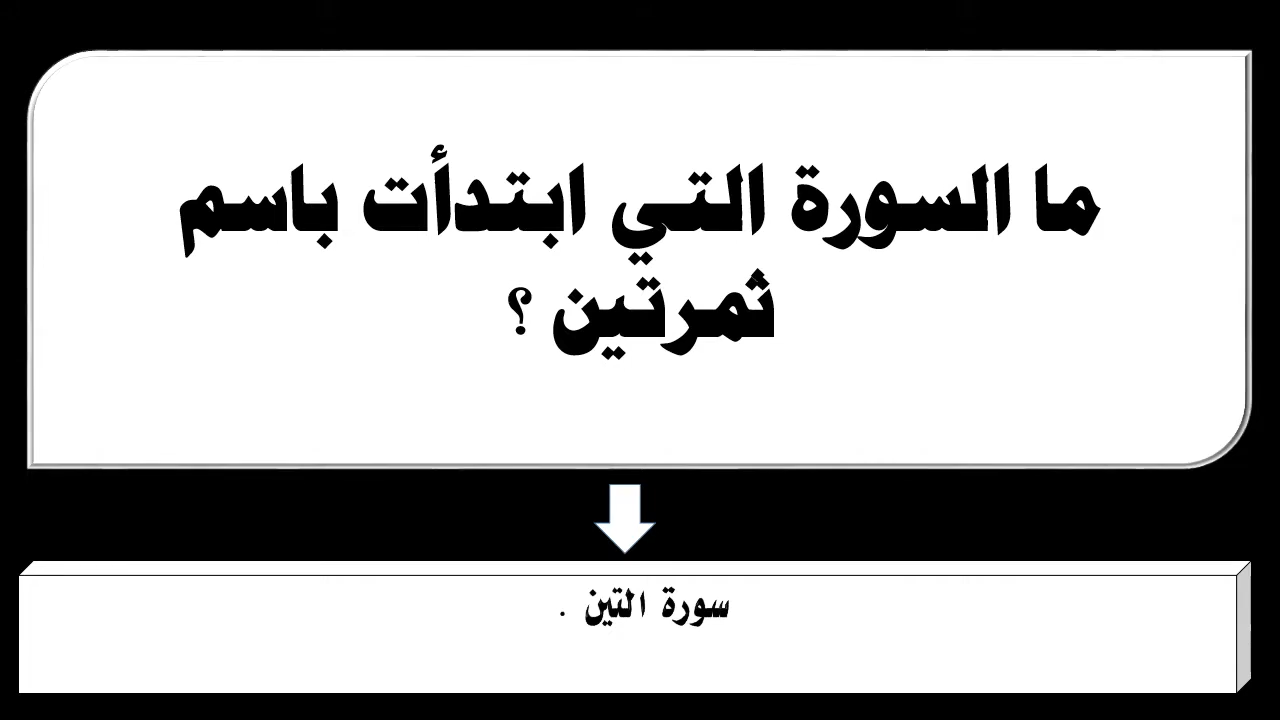 ما السورة التي ابتدأت باسم
ثمرتين ؟
سورة التين .